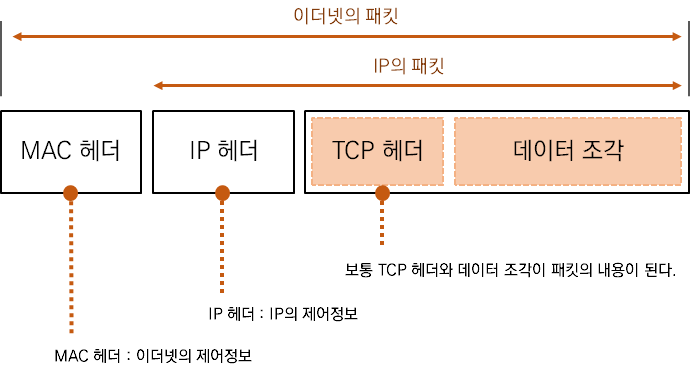 이더넷의 패킷
IP의 패킷
MAC 헤더
IP 헤더
TCP 헤더
데이터 조각
보통 TCP 헤더와 데이터 조각이 패킷의 내용이 된다.
IP 헤더 : IP의 제어정보
MAC 헤더 : 이더넷의 제어정보